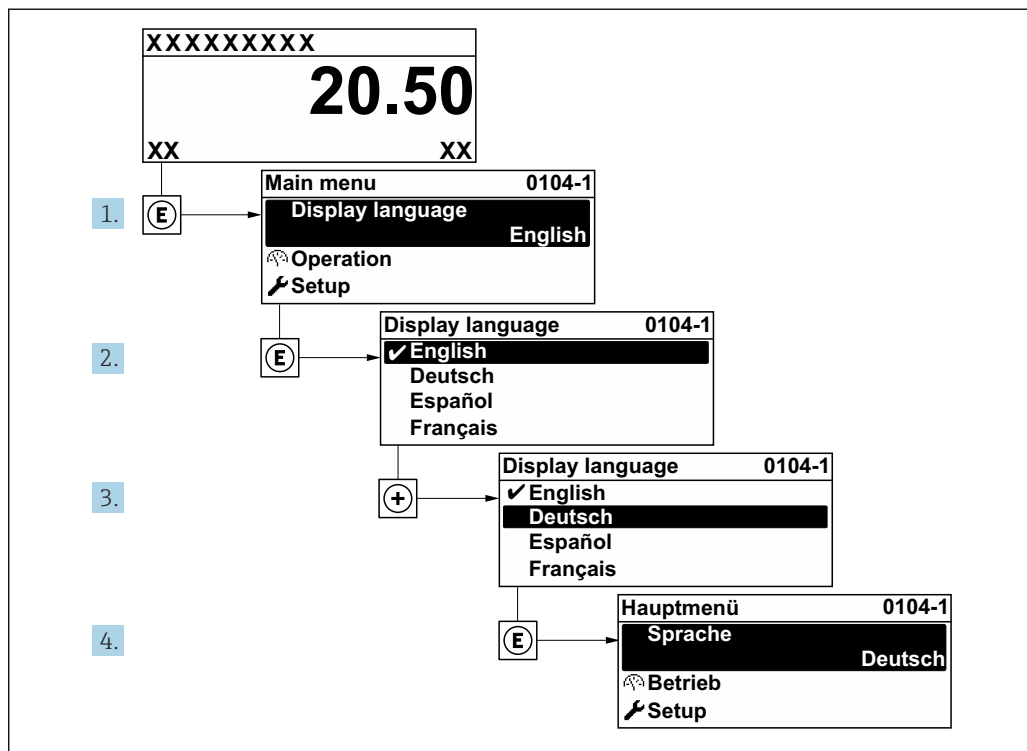 XXXXXXXXX
20.50
XX XX
1. E
Main menu 0104-1
Display language
English
Operation
Setup
2. E
Display language 0104-1
✔English
Deutsch
Español
Français
3. +
Display language 0104-1
✔English
Deutsch
Español
Français
4. E
Hauptmenü 0104-1
Sprache
Deutsch
Betrieb
Setup